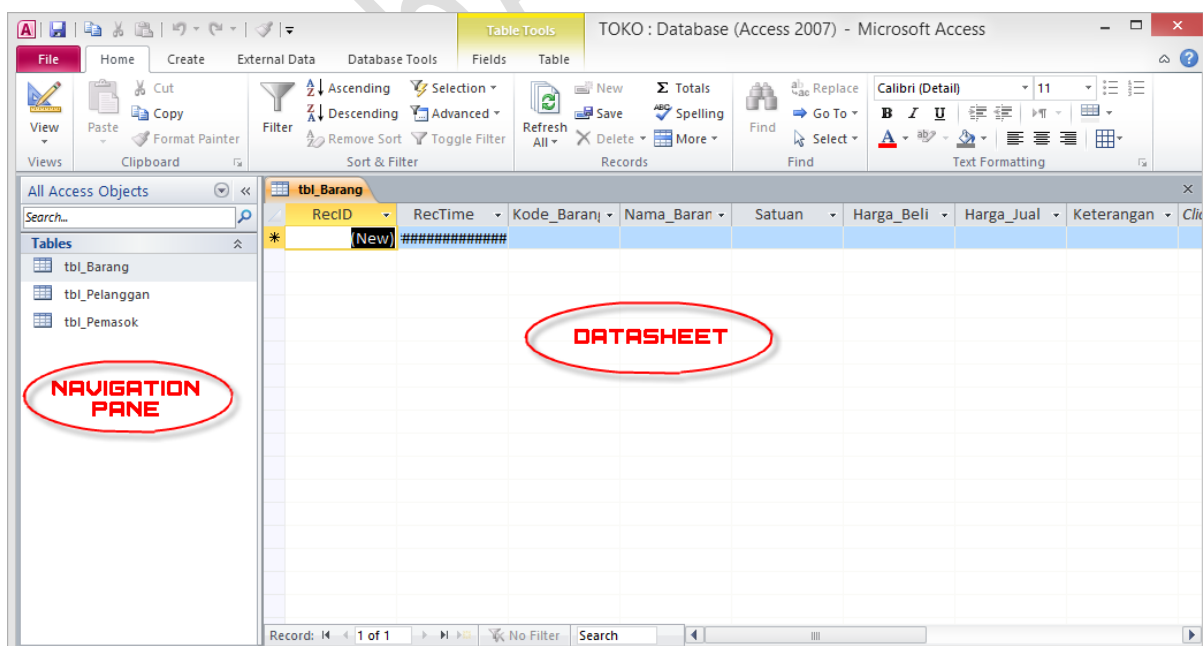 Table Tools TOKO : Database (Access 2007) - Microsoft Access
File Home Create External Data Database Tools Fields Table
View
Views
Paste
Cut
Copy
Format Painter
Clipboard
Filter
Ascending
Descending
Remove Sort
Selection
Advanced
Toggle Filter
Sort & Filter
Refresh
All
New
Save
Delete
Totals
Spelling
More
Records
Find
Replace
Go To
Select
Find
Calibri (Detail) 11
B I U
A ab
Text Formatting
All Access Objects
Search...
Tables
tbl_Barang
tbl_Pelanggan
tbl_Pemasok
NAVIGATION
PANE
tbl_Barang
RecID RecTime Kode_Barang Nama_Baran Satuan Harga_Beli Harga_Jual Keterangan Clic
(New) #############
DATASHEET
Record: 1 of 1 No Filter Search